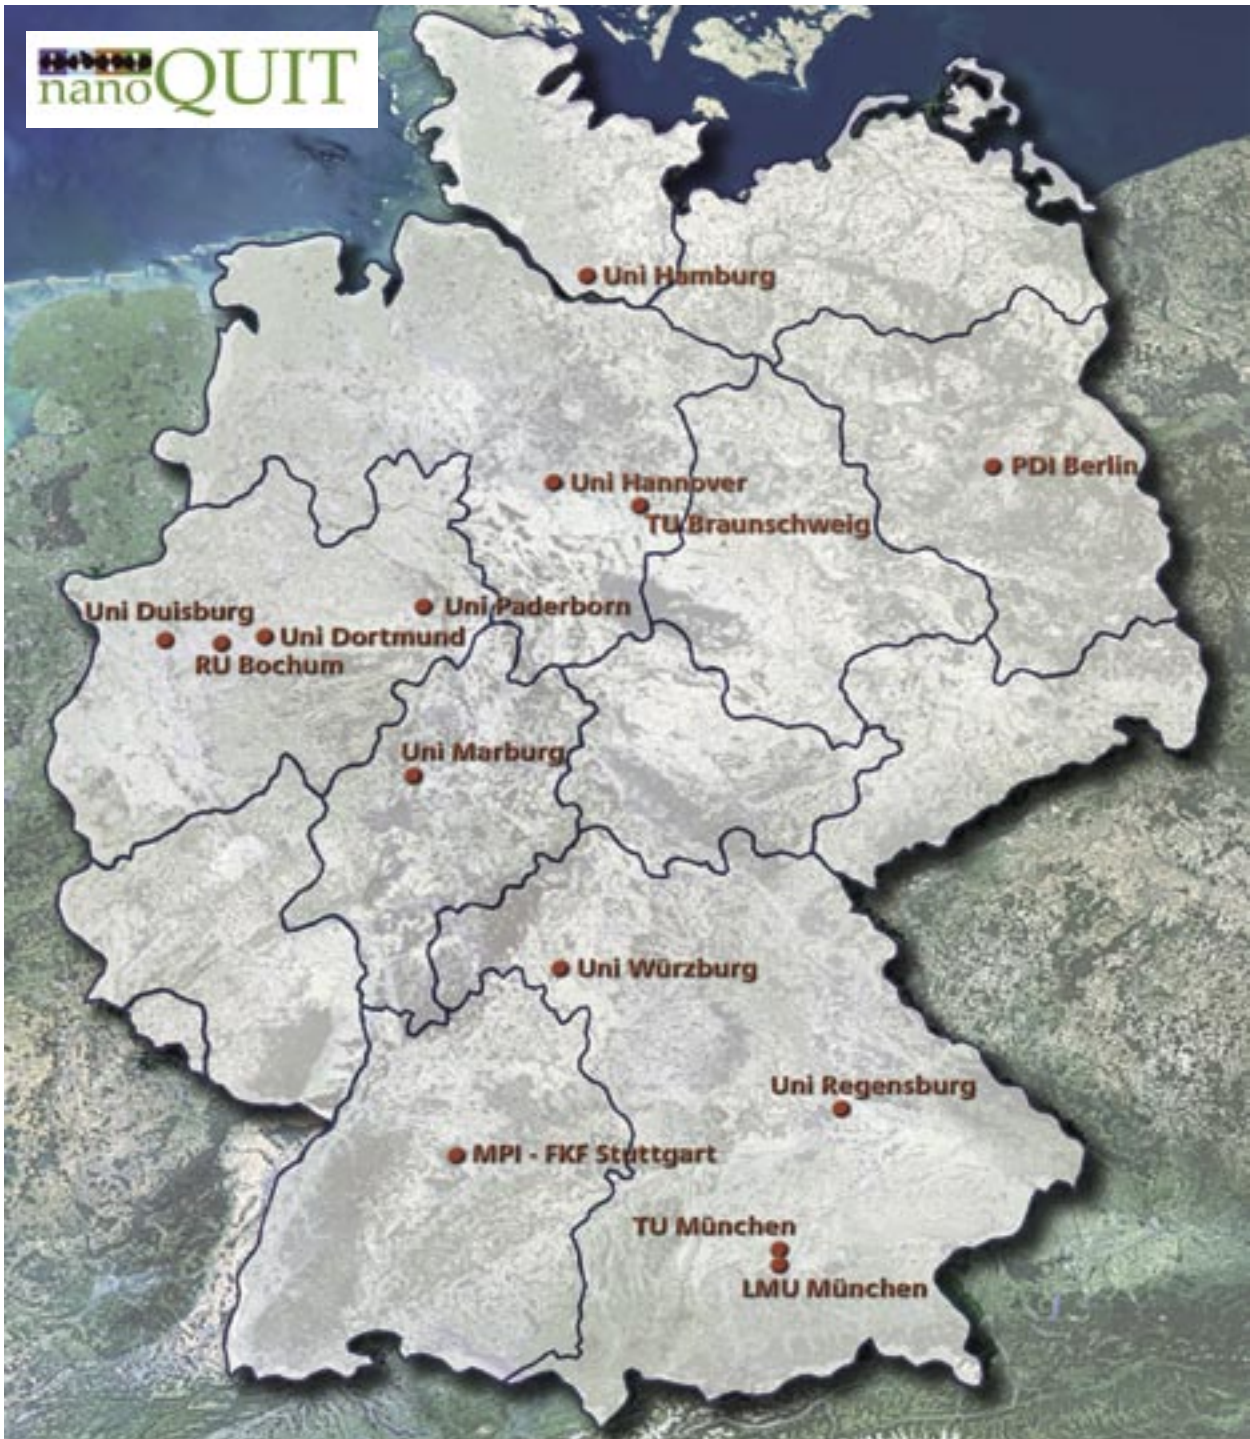 nanoQUIT
Uni Hamburg
PDI Berlin
Uni Hannover
TU Braunschweig
Uni Duisburg
Uni Paderborn
Uni Dortmund
RU Bochum
Uni Marburg
Uni Würzburg
Uni Regensburg
MPI - FKF Stuttgart
TU München
LMU München